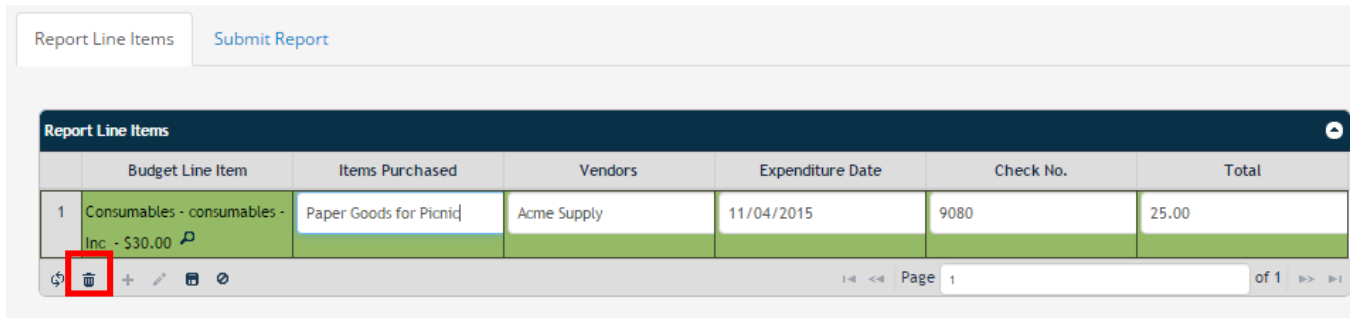 Report Line Items Submit Report
Report Line Items
Budget Line Item Items Purchased Vendors Expenditure Date Check No. Total
1 Consumables - consumables - Paper Goods for Picnic Acme Supply 11/04/2015 9080 25.00
Inc - $30.00
Page 1 of 1